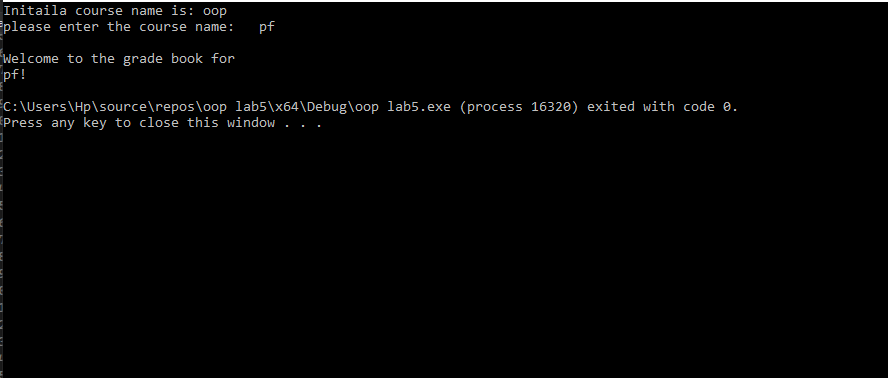 Initaila course name is: oop
please enter the course name:   pf
Welcome to the grade book for
pf!
C:\Users\Hp\source\repos\oop lab5\x64\Debug\oop lab5.exe (process 16320) exited with code 0.
Press any key to close this window . . .